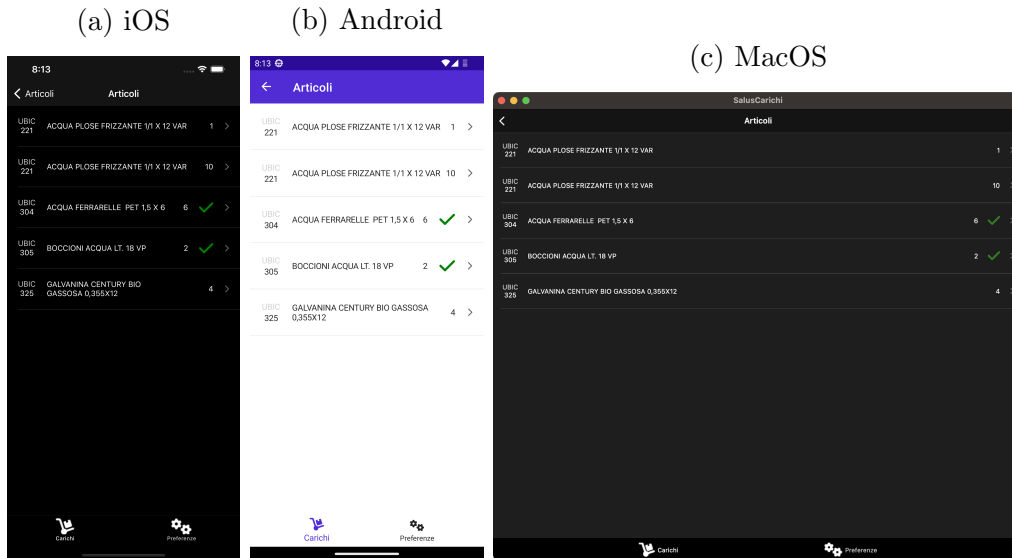 (a) iOS
8:13
Articoli
Articoli
UBIC
221
ACQUA PLOSE FRIZZANTE 1/1 X 12 VAR
1
UBIC
221
ACQUA PLOSE FRIZZANTE 1/1 X 12 VAR
10
UBIC
304
ACQUA FERRARELLE PET 1,5 X 6
6
UBIC
305
BOCCIONI ACQUA LT. 18 VP
2
UBIC
325
GALVANINA CENTURY BIO
GASSOSA 0,355X12
4
Carichi
Preferenze
(b) Android
8:13
Articoli
UBIC
221
ACQUA PLOSE FRIZZANTE 1/1 X 12 VAR
1
UBIC
221
ACQUA PLOSE FRIZZANTE 1/1 X 12 VAR
10
UBIC
304
ACQUA FERRARELLE PET 1,5 X 6
6
UBIC
305
BOCCIONI ACQUA LT. 18 VP
2
UBIC
325
GALVANINA CENTURY BIO GASSOSA
0,355X12
4
Carichi
Preferenze
(c) MacOS
SalusCarichi
Articoli
UBIC
221
ACQUA PLOSE FRIZZANTE 1/1 X 12 VAR
1
UBIC
221
ACQUA PLOSE FRIZZANTE 1/1 X 12 VAR
10
UBIC
304
ACQUA FERRARELLE PET 1,5 X 6
6
UBIC
305
BOCCIONI ACQUA LT. 18 VP
2
UBIC
325
GALVANINA CENTURY BIO GASSOSA 0,355X12
4
Carichi
Preferenze